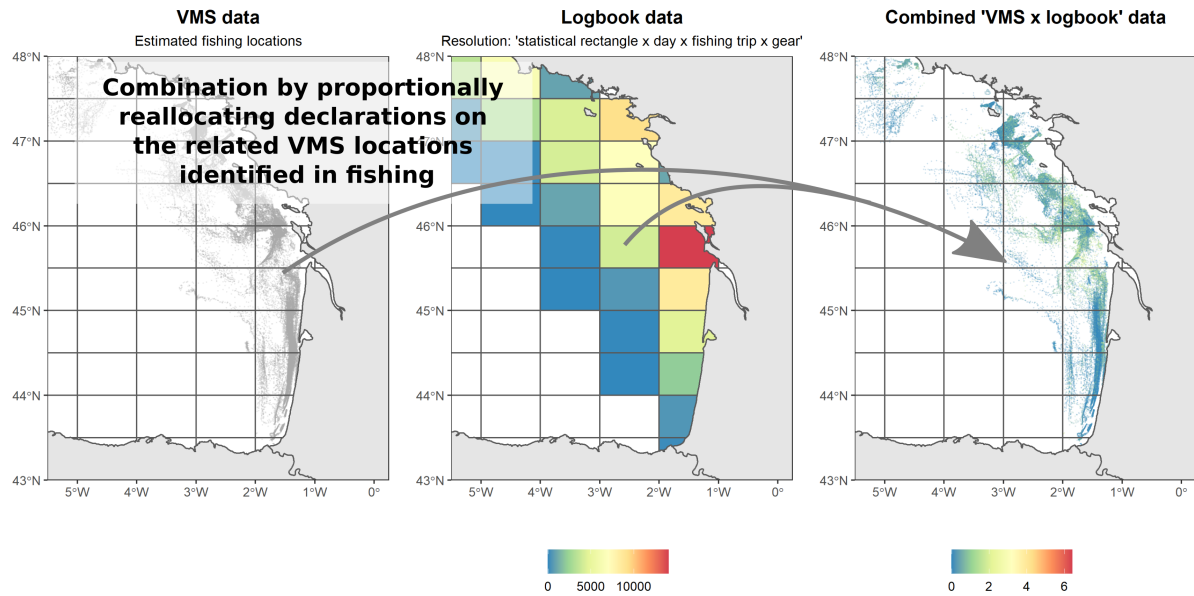 VMS data
Estimated fishing locations
Logbook data
Resolution: 'statistical rectangle x day x fishing trip x gear'
Combined 'VMS x logbook' data
Combination by proportionally
reallocating declarations on
the related VMS locations
identified in fishing
48°N
47°N
46°N
45°N
44°N
43°N
5°W 4°W 3°W 2°W 1°W 0°
48°N
47°N
46°N
45°N
44°N
43°N
5°W 4°W 3°W 2°W 1°W 0°
48°N
47°N
46°N
45°N
44°N
43°N
5°W 4°W 3°W 2°W 1°W 0°
0 5000 10000
0 2 4 6